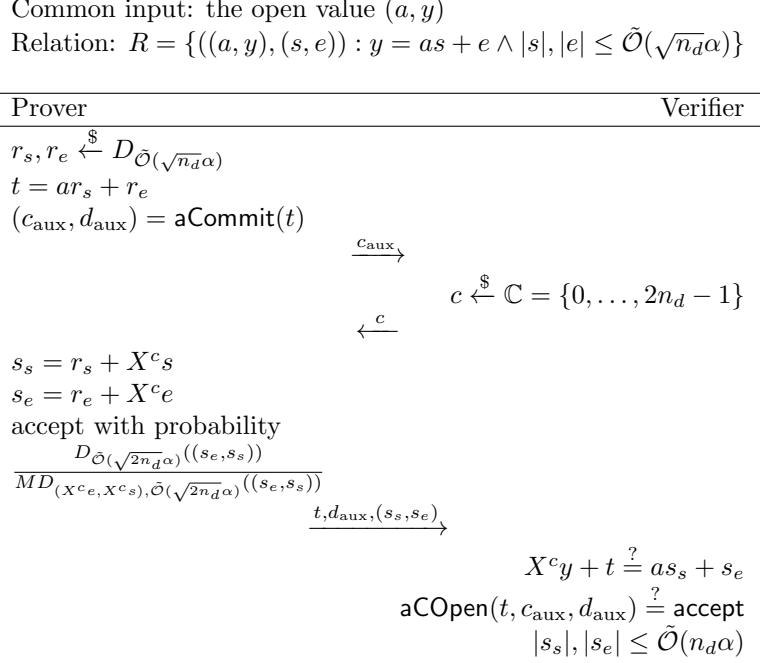 Common input: the open value (a, y)
Relation: R = {((a, y), (s, e)) : y = as + e ∧ |s|, |e| ≤ Õ(√n_d α)}
Prover Verifier
r_s, r_e ←$ D_{Õ(√n_d α)}
t = ar_s + r_e
(c_aux, d_aux) = aCommit(t)
c_aux →
c ←$ ℂ = {0, . . . , 2n_d − 1}
← c
s_s = r_s + X^c s
s_e = r_e + X^c e
accept with probability
D_{Õ(√2n_d α)}((s_e,s_s))
MD_{(X^c e,X^c s),Õ(√2n_d α)}((s_e,s_s))
t,d_aux,(s_s,s_e) →
X^c y + t ≟ as_s + s_e
aCOpen(t, c_aux, d_aux) ≟ accept
|s_s|, |s_e| ≤ Õ(n_d α)